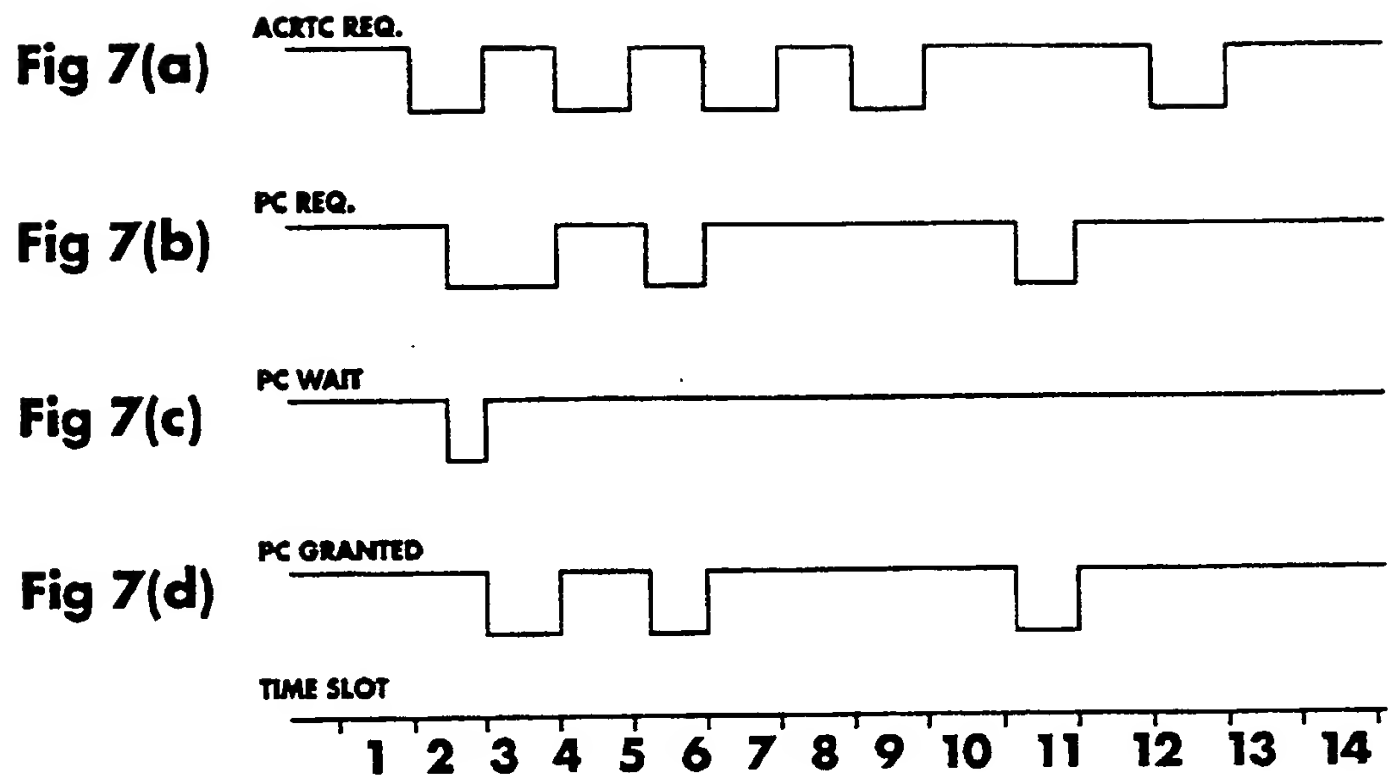 ACRTC REQ.
Fig 7(a)
PC REQ.
Fig 7(b)
PC WAIT
Fig 7(c)
PC GRANTED
Fig 7(d)
TIME SLOT
1 2 3 4 5 6 7 8 9 10 11 12 13 14